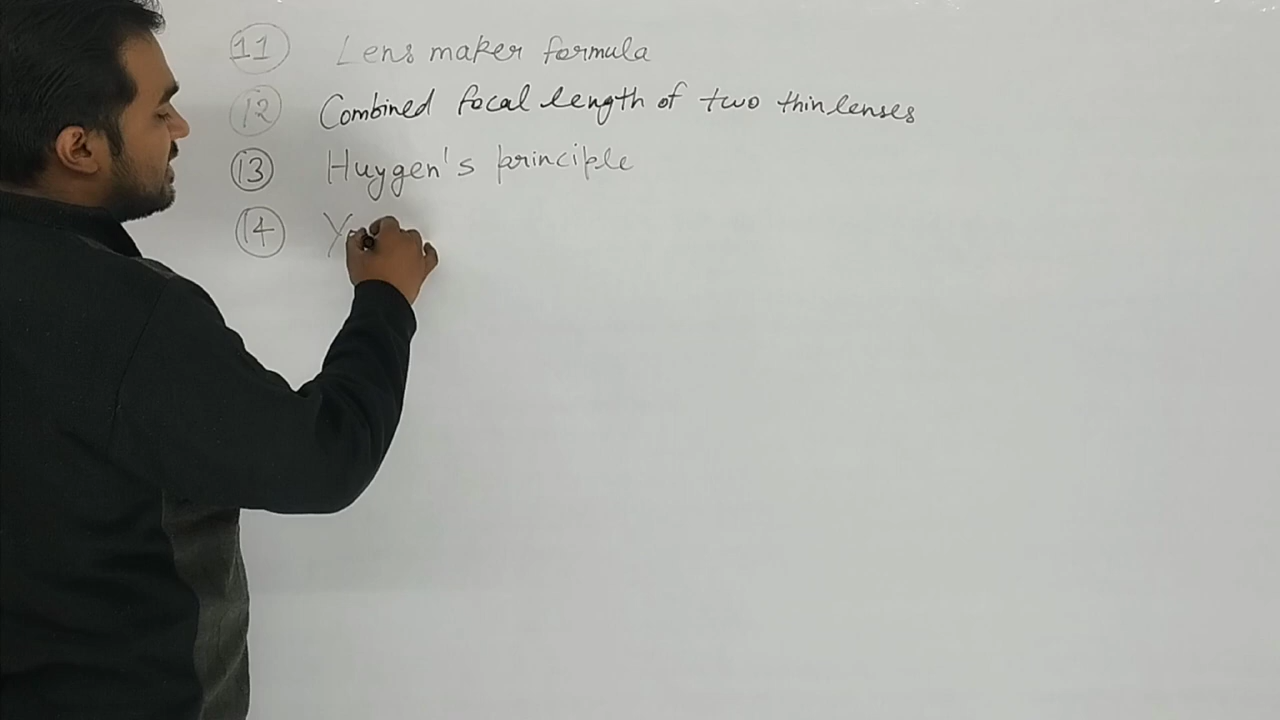 11 Lens maker formula
12 Combined focal length of two thin lenses
13 Huygen's principle
14 Y